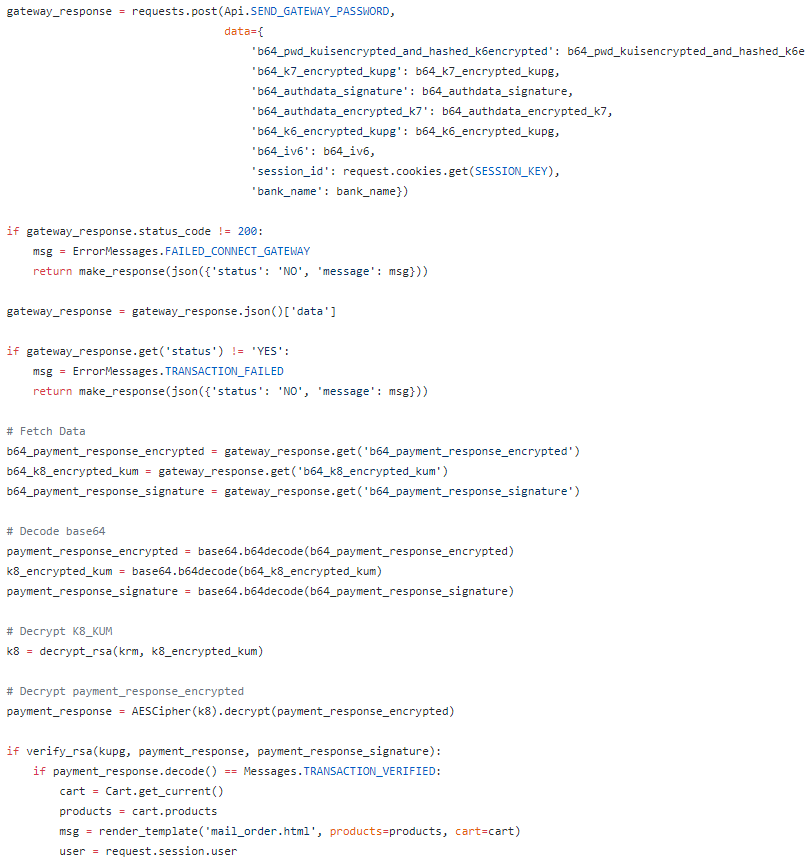 gateway_response = requests.post(Api.SEND_GATEWAY_PASSWORD,
data={
'b64_pwd_kuisencrypted_and_hashed_k6encrypted': b64_pwd_kuisencrypted_and_hashed_k6e
'b64_k7_encrypted_kupg': b64_k7_encrypted_kupg,
'b64_authdata_signature': b64_authdata_signature,
'b64_authdata_encrypted_k7': b64_authdata_encrypted_k7,
'b64_k6_encrypted_kupg': b64_k6_encrypted_kupg,
'b64_iv6': b64_iv6,
'session_id': request.cookies.get(SESSION_KEY),
'bank_name': bank_name})
if gateway_response.status_code != 200:
msg = ErrorMessages.FAILED_CONNECT_GATEWAY
return make_response(json({'status': 'NO', 'message': msg}))
gateway_response = gateway_response.json()['data']
if gateway_response.get('status') != 'YES':
msg = ErrorMessages.TRANSACTION_FAILED
return make_response(json({'status': 'NO', 'message': msg}))
# Fetch Data
b64_payment_response_encrypted = gateway_response.get('b64_payment_response_encrypted')
b64_k8_encrypted_kum = gateway_response.get('b64_k8_encrypted_kum')
b64_payment_response_signature = gateway_response.get('b64_payment_response_signature')
# Decode base64
payment_response_encrypted = base64.b64decode(b64_payment_response_encrypted)
k8_encrypted_kum = base64.b64decode(b64_k8_encrypted_kum)
payment_response_signature = base64.b64decode(b64_payment_response_signature)
# Decrypt K8_KUM
k8 = decrypt_rsa(krm, k8_encrypted_kum)
# Decrypt payment_response_encrypted
payment_response = AESCipher(k8).decrypt(payment_response_encrypted)
if verify_rsa(kupg, payment_response, payment_response_signature):
if payment_response.decode() == Messages.TRANSACTION_VERIFIED:
cart = Cart.get_current()
products = cart.products
msg = render_template('mail_order.html', products=products, cart=cart)
user = request.session.user